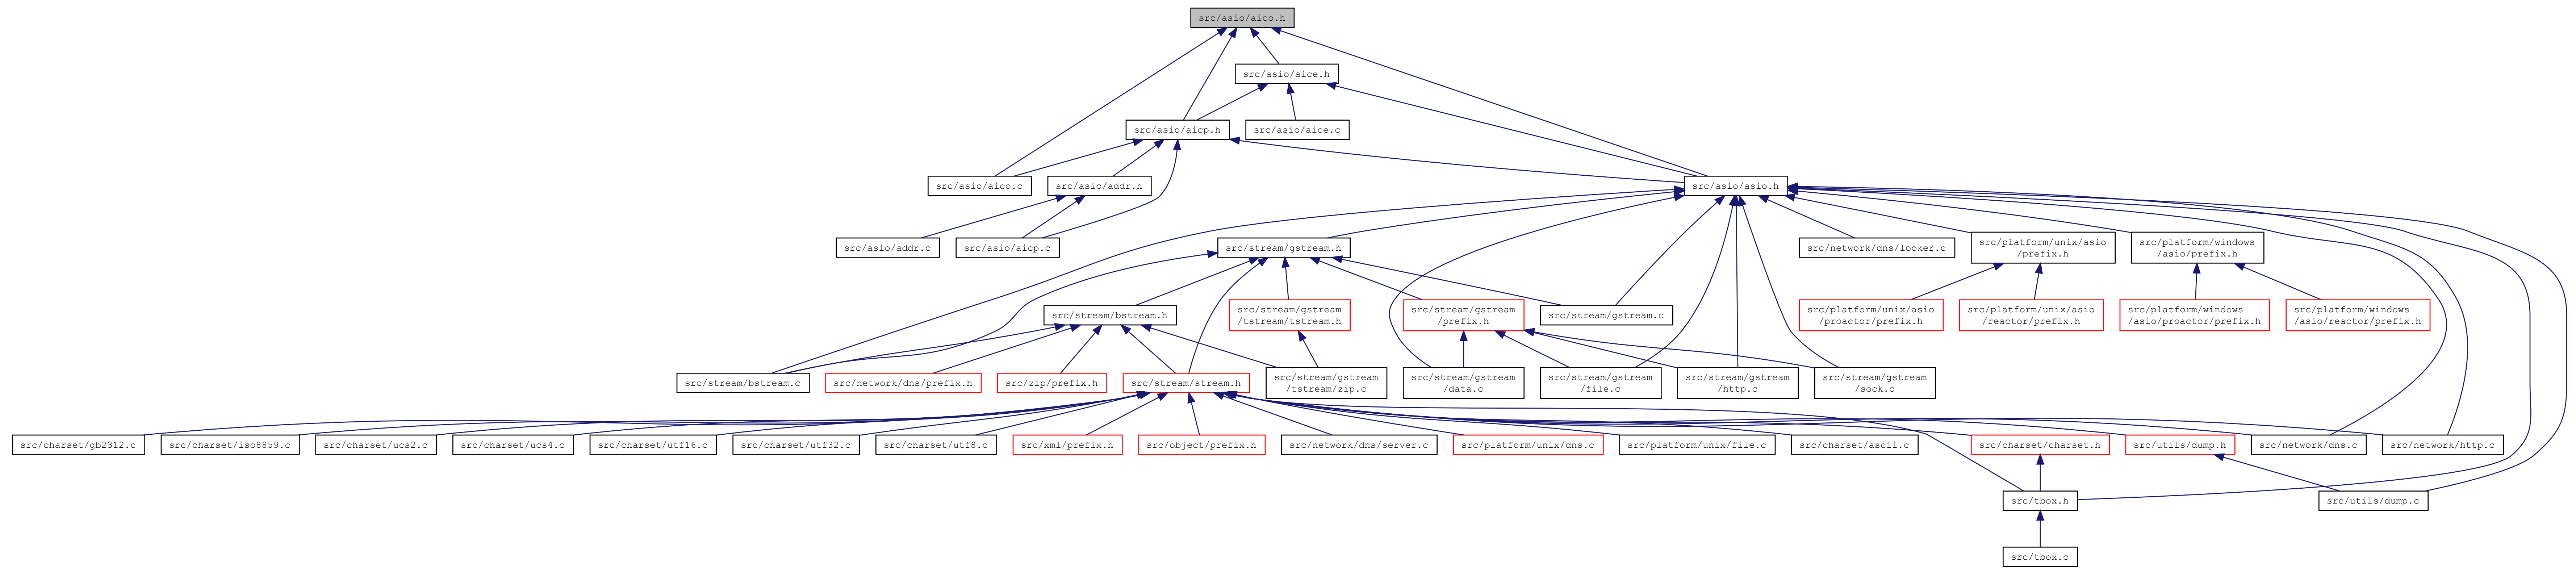 src/asio/aico.h
src/asio/aice.h
src/asio/aicp.h
src/asio/aice.c
src/asio/aico.c
src/asio/addr.h
src/asio/asio.h
src/asio/addr.c
src/asio/aicp.c
src/stream/gstream.h
src/network/dns/looker.c
src/platform/unix/asio
/prefix.h
src/platform/windows
/asio/prefix.h
src/stream/bstream.h
src/stream/gstream
/tstream/tstream.h
src/stream/gstream
/prefix.h
src/stream/gstream.c
src/platform/unix/asio
/proactor/prefix.h
src/platform/unix/asio
/reactor/prefix.h
src/platform/windows
/asio/proactor/prefix.h
src/platform/windows
/asio/reactor/prefix.h
src/stream/bstream.c
src/network/dns/prefix.h
src/zip/prefix.h
src/stream/stream.h
src/stream/gstream
/tstream/zip.c
src/stream/gstream
/data.c
src/stream/gstream
/file.c
src/stream/gstream
/http.c
src/stream/gstream
/sock.c
src/charset/gb2312.c
src/charset/iso8859.c
src/charset/ucs2.c
src/charset/ucs4.c
src/charset/utf16.c
src/charset/utf32.c
src/charset/utf8.c
src/xml/prefix.h
src/object/prefix.h
src/network/dns/server.c
src/platform/unix/dns.c
src/platform/unix/file.c
src/charset/ascii.c
src/charset/charset.h
src/utils/dump.h
src/network/dns.c
src/network/http.c
src/tbox.h
src/utils/dump.c
src/tbox.c